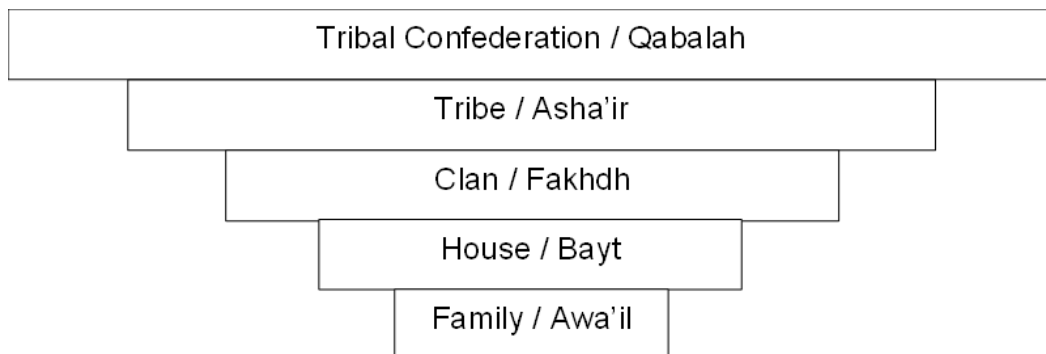 Tribal Confederation / Qabalah
Tribe / Asha’ir
Clan / Fakhdh
House / Bayt
Family / Awa’il